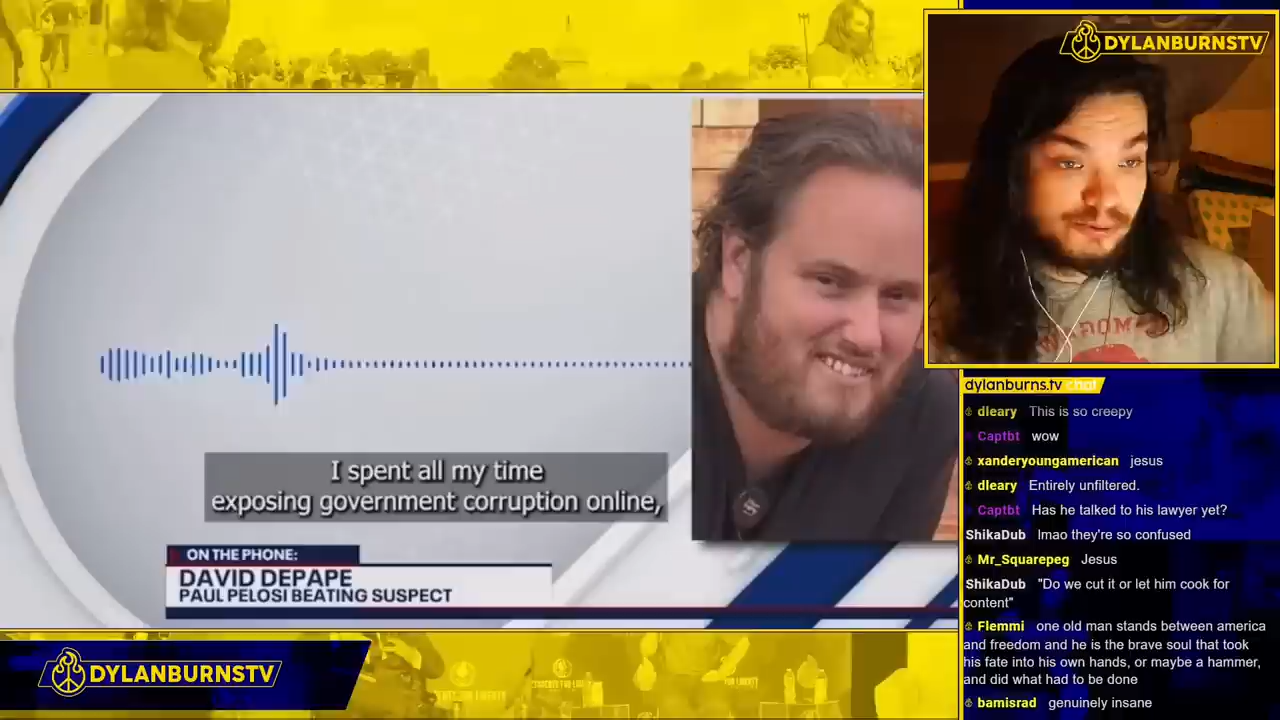 DYLANBURNSTV
I spent all my time
exposing government corruption online,
ON THE PHONE:
DAVID DEPAPE
PAUL PELOSI BEATING SUSPECT
DYLANBURNSTV
dylanburns.tv chat
dleary This is so creepy
Captbt wow
xanderyoungamerican jesus
dleary Entirely unfiltered.
Captbt Has he talked to his lawyer yet?
ShikaDub lmao they're so confused
Mr_Squarepeg Jesus
ShikaDub "Do we cut it or let him cook for
content"
Flemmi one old man stands between america
and freedom and he is the brave soul that took
his fate into his own hands, or maybe a hammer,
and did what had to be done
bamisrad genuinely insane